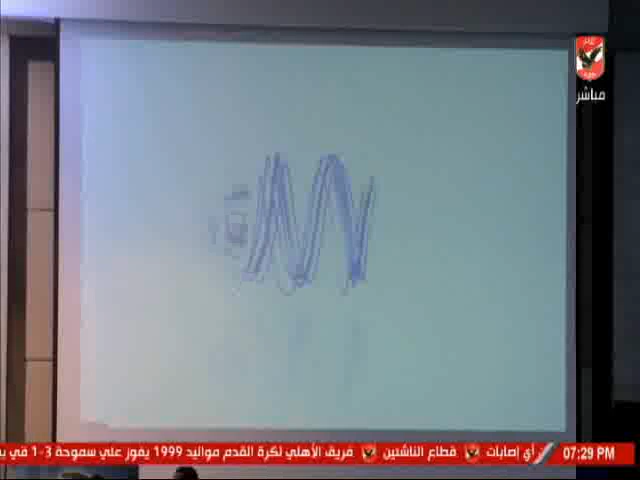 مباشر
أي إصابات قطاع الناشئين فريق الأهلي لكرة القدم مواليد 1999 يفوز علي سموحة 3-1 في
07:29 PM